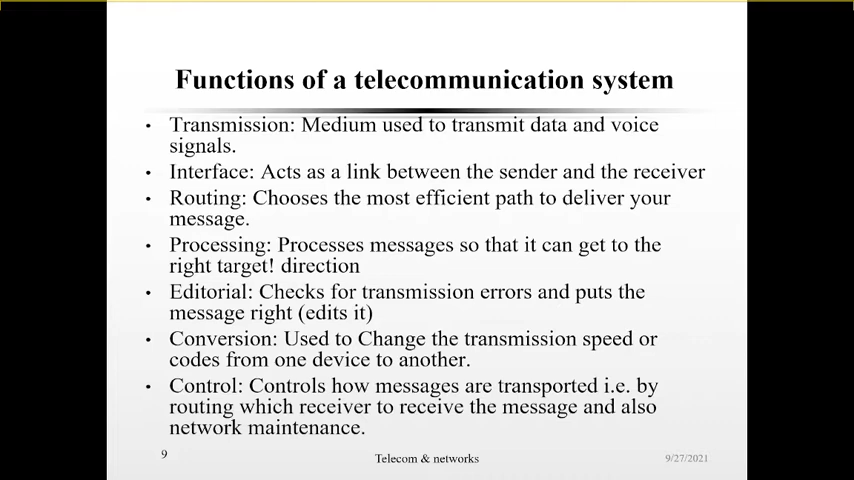 Functions of a telecommunication system
• Transmission: Medium used to transmit data and voice
signals.
• Interface: Acts as a link between the sender and the receiver
• Routing: Chooses the most efficient path to deliver your
message.
• Processing: Processes messages so that it can get to the
right target! direction
• Editorial: Checks for transmission errors and puts the
message right (edits it)
• Conversion: Used to Change the transmission speed or
codes from one device to another.
• Control: Controls how messages are transported i.e. by
routing which receiver to receive the message and also
network maintenance.
9 Telecom & networks 9/27/2021